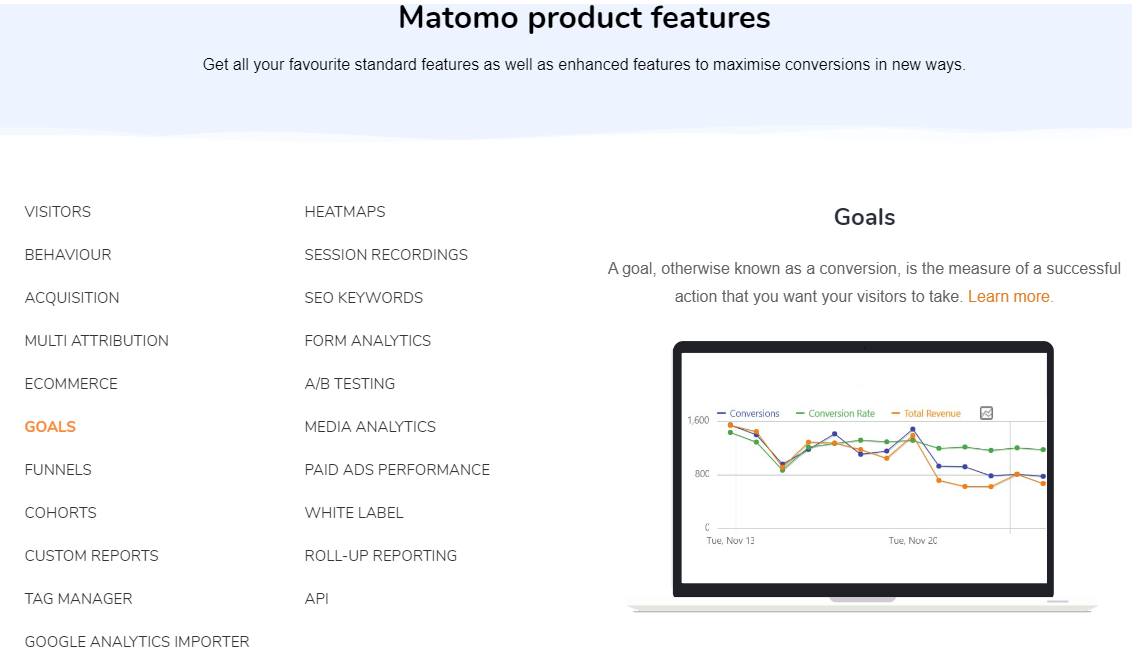 Matomo product features
Get all your favourite standard features as well as enhanced features to maximise conversions in new ways.
VISITORS
BEHAVIOUR
ACQUISITION
MULTI ATTRIBUTION
ECOMMERCE
GOALS
FUNNELS
COHORTS
CUSTOM REPORTS
TAG MANAGER
GOOGLE ANALYTICS IMPORTER
HEATMAPS
SESSION RECORDINGS
SEO KEYWORDS
FORM ANALYTICS
A/B TESTING
MEDIA ANALYTICS
PAID ADS PERFORMANCE
WHITE LABEL
ROLL-UP REPORTING
API
Goals
A goal, otherwise known as a conversion, is the measure of a successful
action that you want your visitors to take. Learn more.
Conversions Conversion Rate Total Revenue
1,600
800
0
Tue, Nov 13 Tue, Nov 20